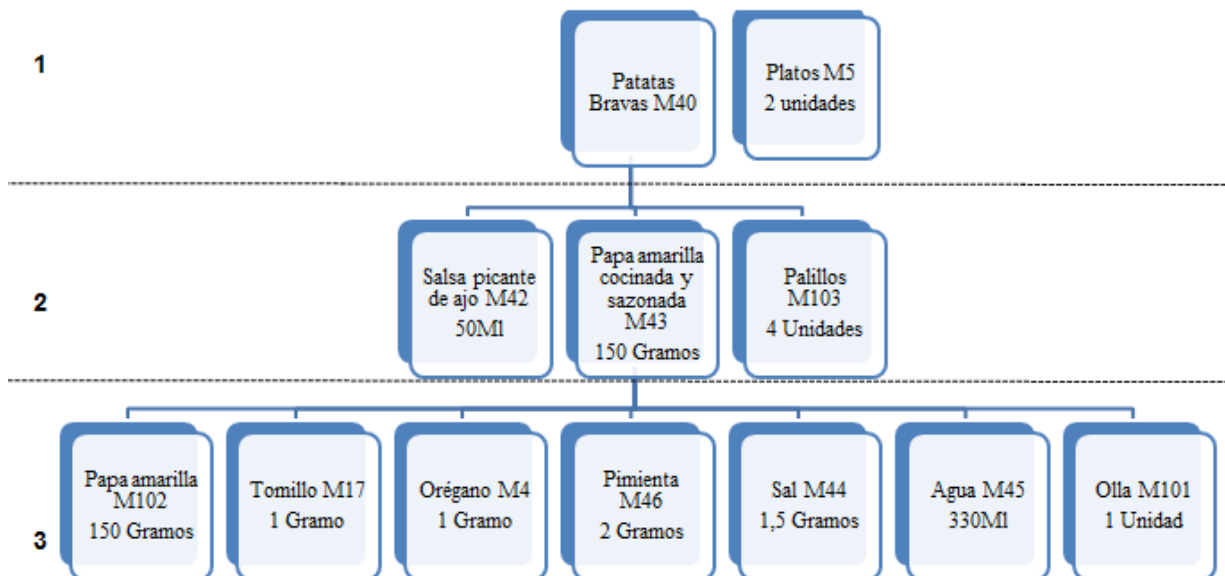 1
Patatas
Bravas M40
Platos M5
2 unidades
2
Salsa picante
de ajo M42
50Ml
Papa amarilla
cocinada y
sazonada
M43
150 Gramos
Palillos
M103
4 Unidades
3
Papa amarilla
M102
150 Gramos
Tomillo M17
1 Gramo
Orégano M4
1 Gramo
Pimienta
M46
2 Gramos
Sal M44
1,5 Gramos
Agua M45
330Ml
Olla M101
1 Unidad